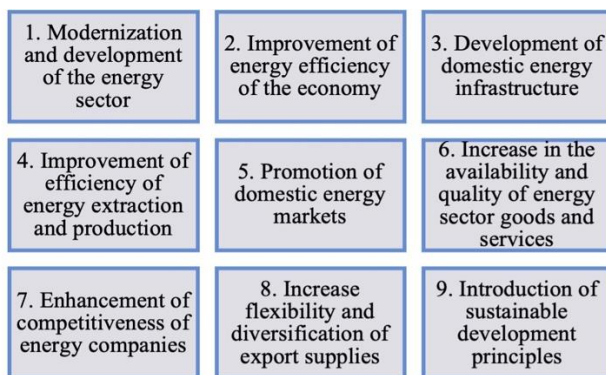 1. Modernization
and development
of the energy
sector
2. Improvement of
energy efficiency
of the economy
3. Development of
domestic energy
infrastructure
4. Improvement of
efficiency of
energy extraction
and production
5. Promotion of
domestic energy
markets
6. Increase in the
availability and
quality of energy
sector goods and
services
7. Enhancement of
competitiveness of
energy companies
8. Increase
flexibility and
diversification of
export supplies
9. Introduction of
sustainable
development
principles